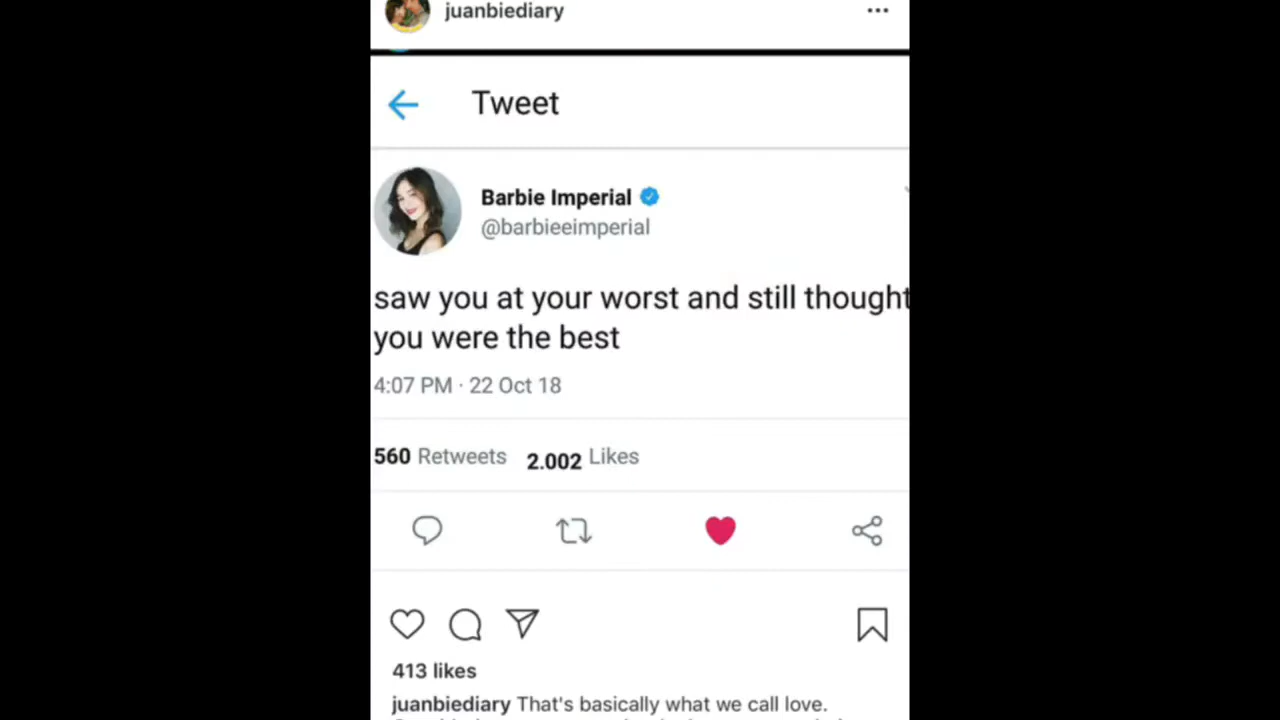 juanbiediary
Tweet
Barbie Imperial
@barbieeimperial
saw you at your worst and still thought
you were the best
4:07 PM · 22 Oct 18
560 Retweets 2.002 Likes
413 likes
juanbiediary That's basically what we call love.